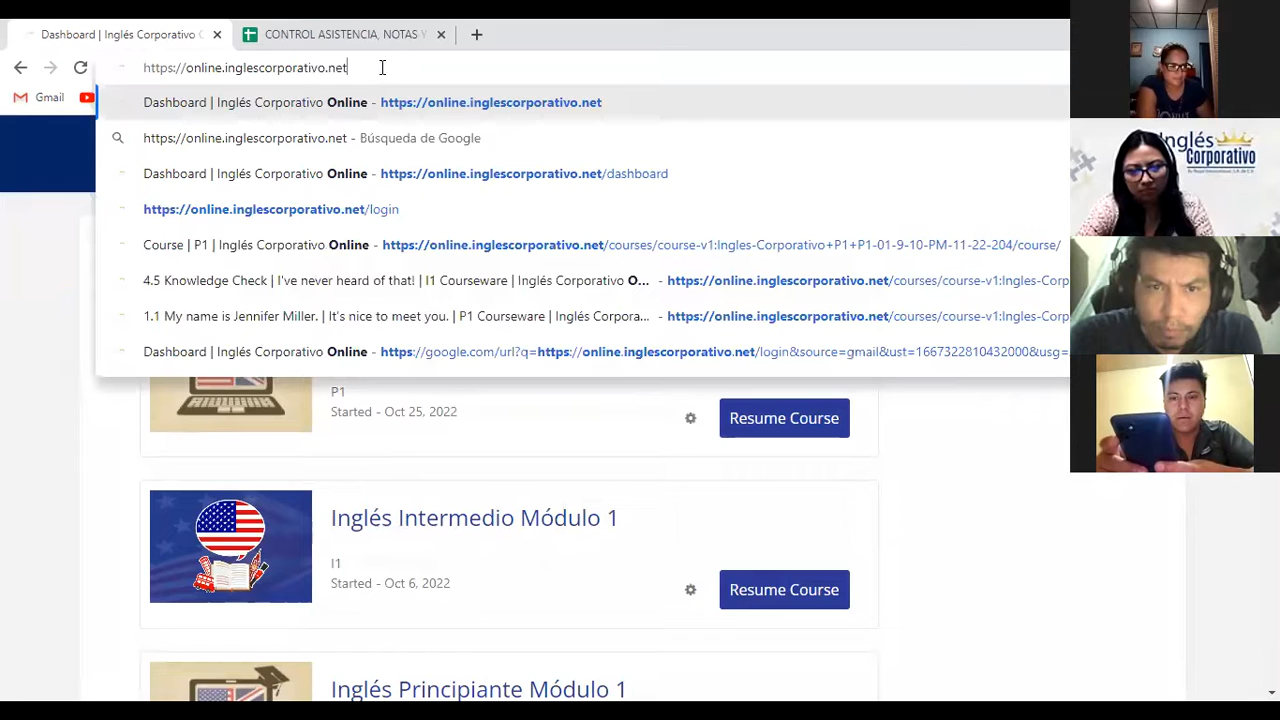 Dashboard | Inglés Corporativo
CONTROL ASISTENCIA, NOTAS Y
https://online.inglescorporativo.net
Gmail
Dashboard | Inglés Corporativo Online - https://online.inglescorporativo.net
https://online.inglescorporativo.net - Búsqueda de Google
Dashboard | Inglés Corporativo Online - https://online.inglescorporativo.net/dashboard
https://online.inglescorporativo.net/login
Course | P1 | Inglés Corporativo Online - https://online.inglescorporativo.net/courses/course-v1:Ingles-Corporativo+P1+P1-01-9-10-PM-11-22-204/course/
4.5 Knowledge Check | I've never heard of that! | I1 Courseware | Inglés Corporativo O... - https://online.inglescorporativo.net/courses/course-v1:Ingles-Corp
1.1 My name is Jennifer Miller. | It's nice to meet you. | P1 Courseware | Inglés Corpora... - https://online.inglescorporativo.net/courses/course-v1:Ingles-Corp
Dashboard | Inglés Corporativo Online - https://google.com/url?q=https://online.inglescorporativo.net/login&source=gmail&ust=1667322810432000&usg=
P1
Started - Oct 25, 2022
Resume Course
Inglés Intermedio Módulo 1
I1
Started - Oct 6, 2022
Resume Course
Inglés Principiante Módulo 1
Inglés
Corporativo